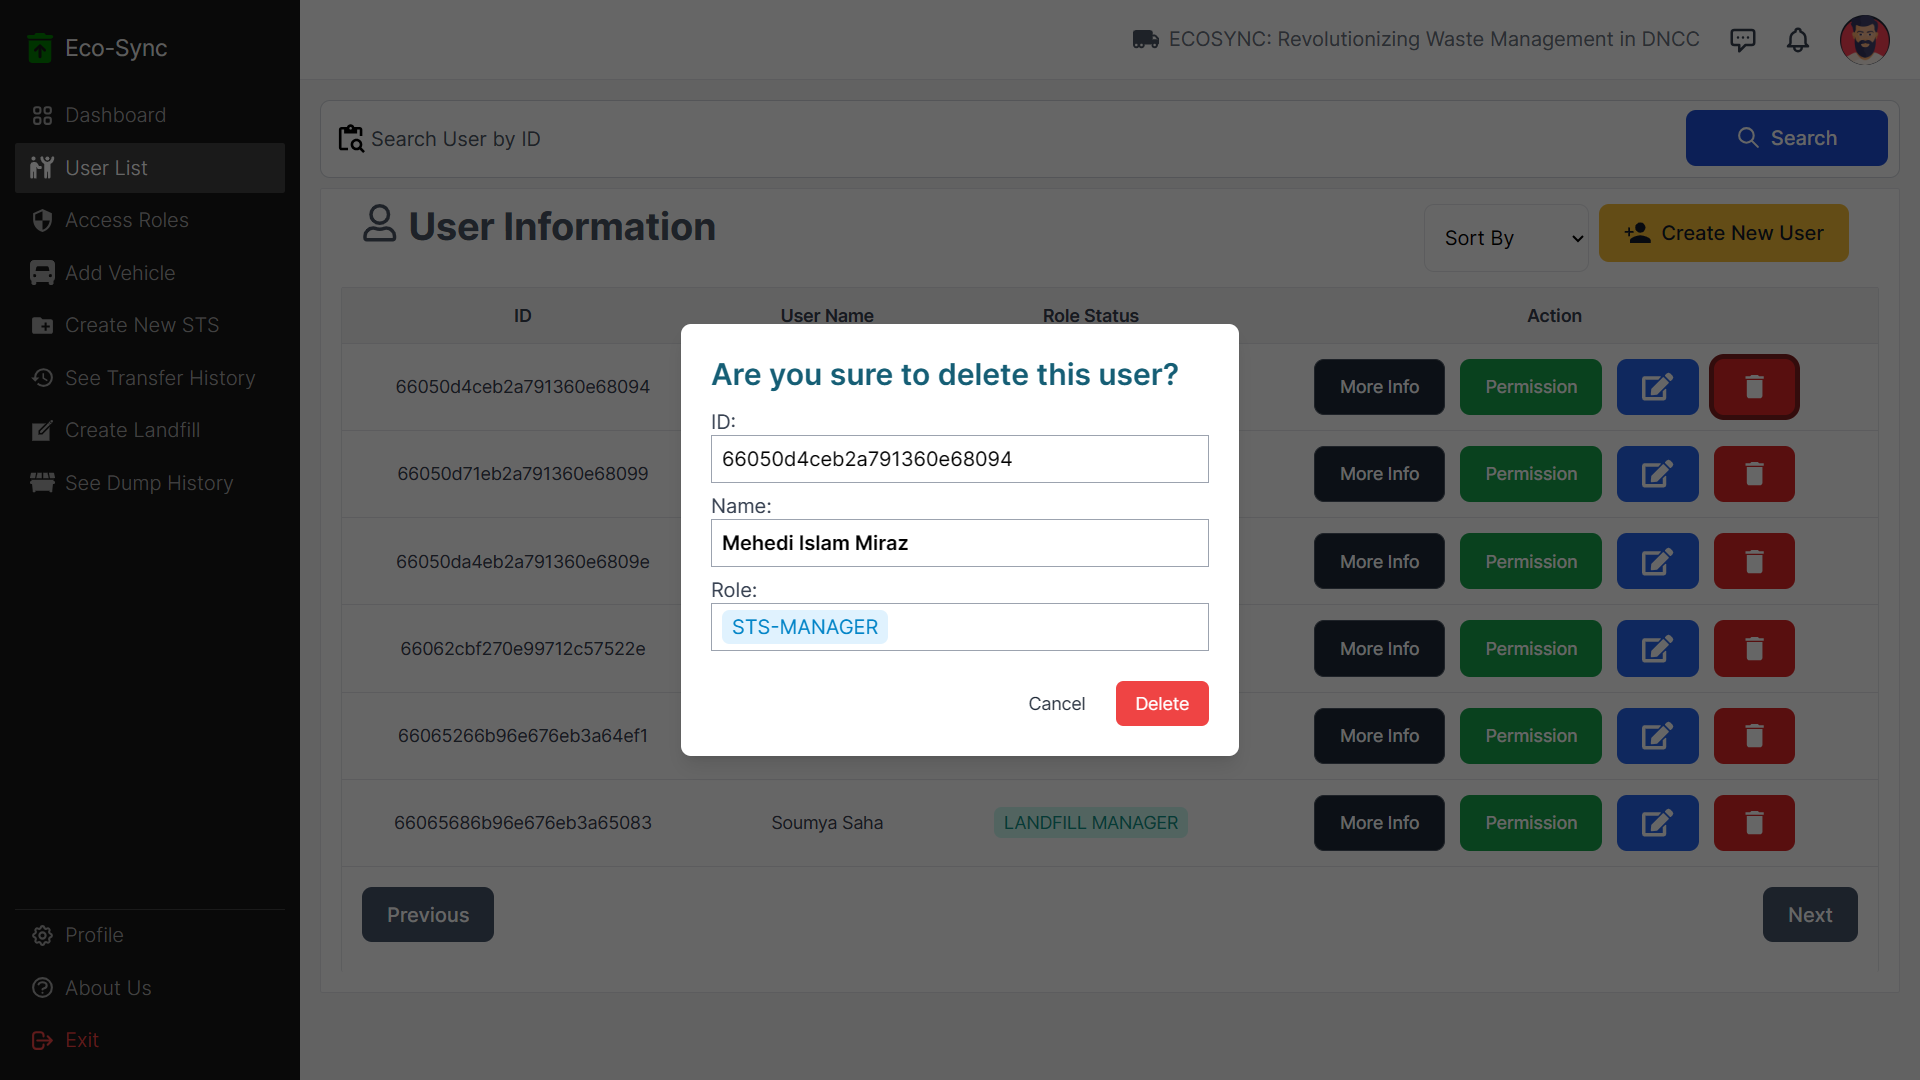 Eco-Sync
ECOSYNC: Revolutionizing Waste Management in DNCC
Dashboard
User List
Access Roles
Add Vehicle
Create New STS
See Transfer History
Create Landfill
See Dump History
Profile
About Us
Exit
Search User by ID
Search
User Information
Sort By
Create New User
ID User Name Role Status Action
66050d4ceb2a791360e68094 More Info Permission
66050d71eb2a791360e68099 More Info Permission
66050da4eb2a791360e6809e More Info Permission
66062cbf270e99712c57522e More Info Permission
66065266b96e676eb3a64ef1 More Info Permission
66065686b96e676eb3a65083 Soumya Saha LANDFILL MANAGER More Info Permission
Previous
Next
Are you sure to delete this user?
ID:
66050d4ceb2a791360e68094
Name:
Mehedi Islam Miraz
Role:
STS-MANAGER
Cancel
Delete